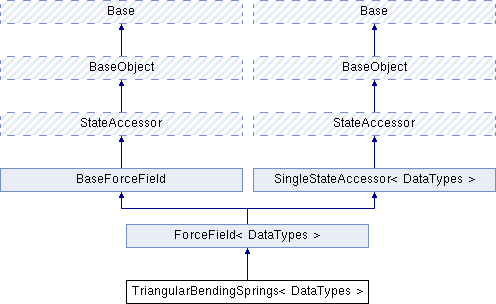 Base
Base
BaseObject
BaseObject
StateAccessor
StateAccessor
BaseForceField
SingleStateAccessor< DataTypes >
ForceField< DataTypes >
TriangularBendingSprings< DataTypes >